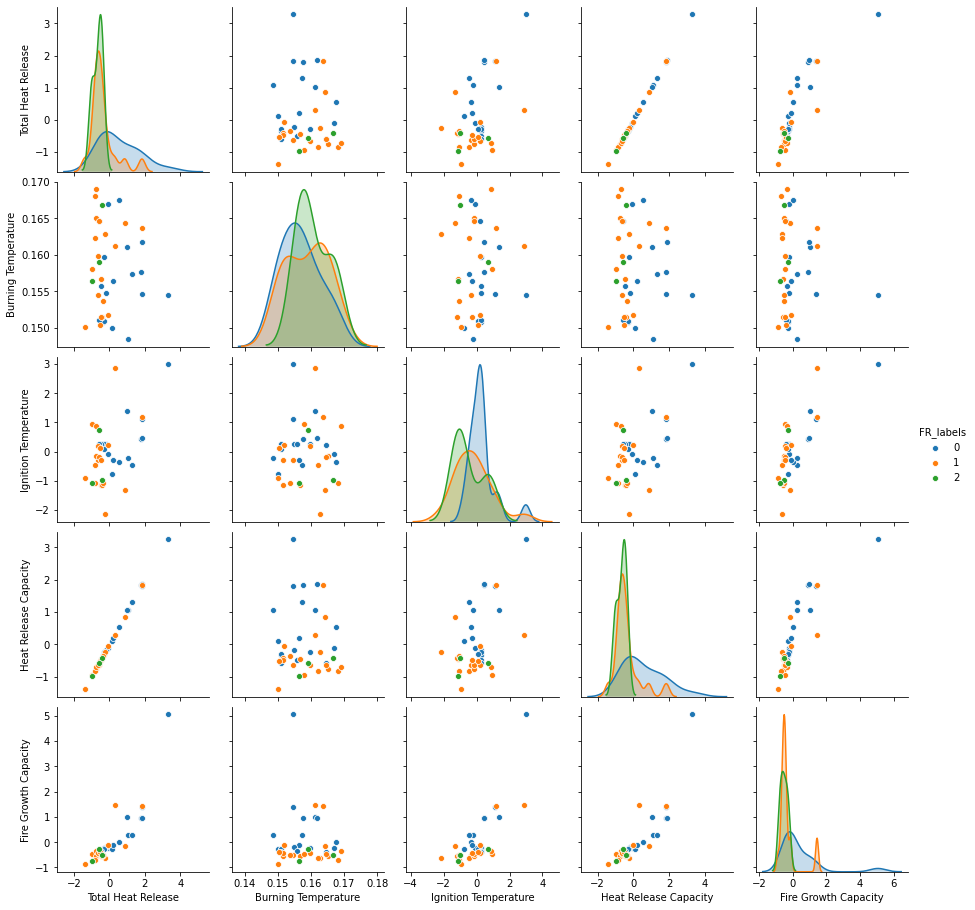 3
2
1
0
−1
Total Heat Release
0.170
0.165
0.160
0.155
0.150
Burning Temperature
3
2
1
0
−1
−2
Ignition Temperature
FR_labels
0
1
2
3
2
1
0
−1
Heat Release Capacity
5
4
3
2
1
0
−1
Fire Growth Capacity
−2 0 2 4
0.14 0.15 0.16 0.17 0.18
−4 −2 0 2 4
−2 0 2 4
−2 0 2 4 6
Total Heat Release
Burning Temperature
Ignition Temperature
Heat Release Capacity
Fire Growth Capacity